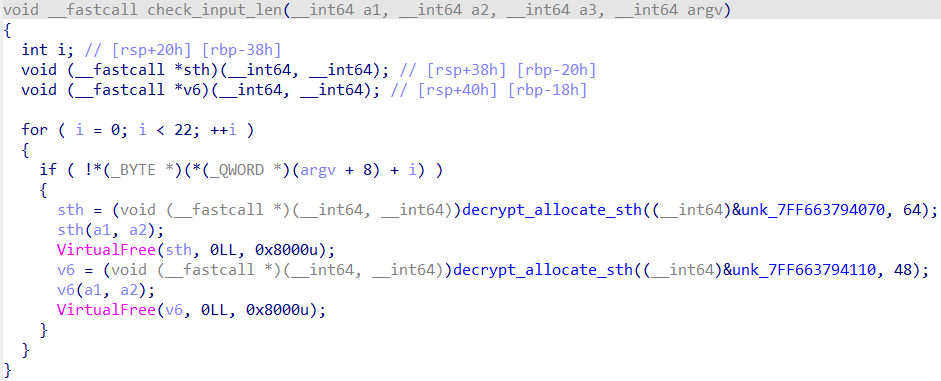 void __fastcall check_input_len(__int64 a1, __int64 a2, __int64 a3, __int64 argv)
{
  int i; // [rsp+20h] [rbp-38h]
  void (__fastcall *sth)(__int64, __int64); // [rsp+38h] [rbp-20h]
  void (__fastcall *v6)(__int64, __int64); // [rsp+40h] [rbp-18h]

  for ( i = 0; i < 22; ++i )
  {
    if ( !*(_BYTE *)(*(_QWORD *)(argv + 8) + i) )
    {
      sth = (void (__fastcall *)(__int64, __int64))decrypt_allocate_sth((__int64)&unk_7FF663794070, 64);
      sth(a1, a2);
      VirtualFree(sth, 0LL, 0x8000u);
      v6 = (void (__fastcall *)(__int64, __int64))decrypt_allocate_sth((__int64)&unk_7FF663794110, 48);
      v6(a1, a2);
      VirtualFree(v6, 0LL, 0x8000u);
    }
  }
}